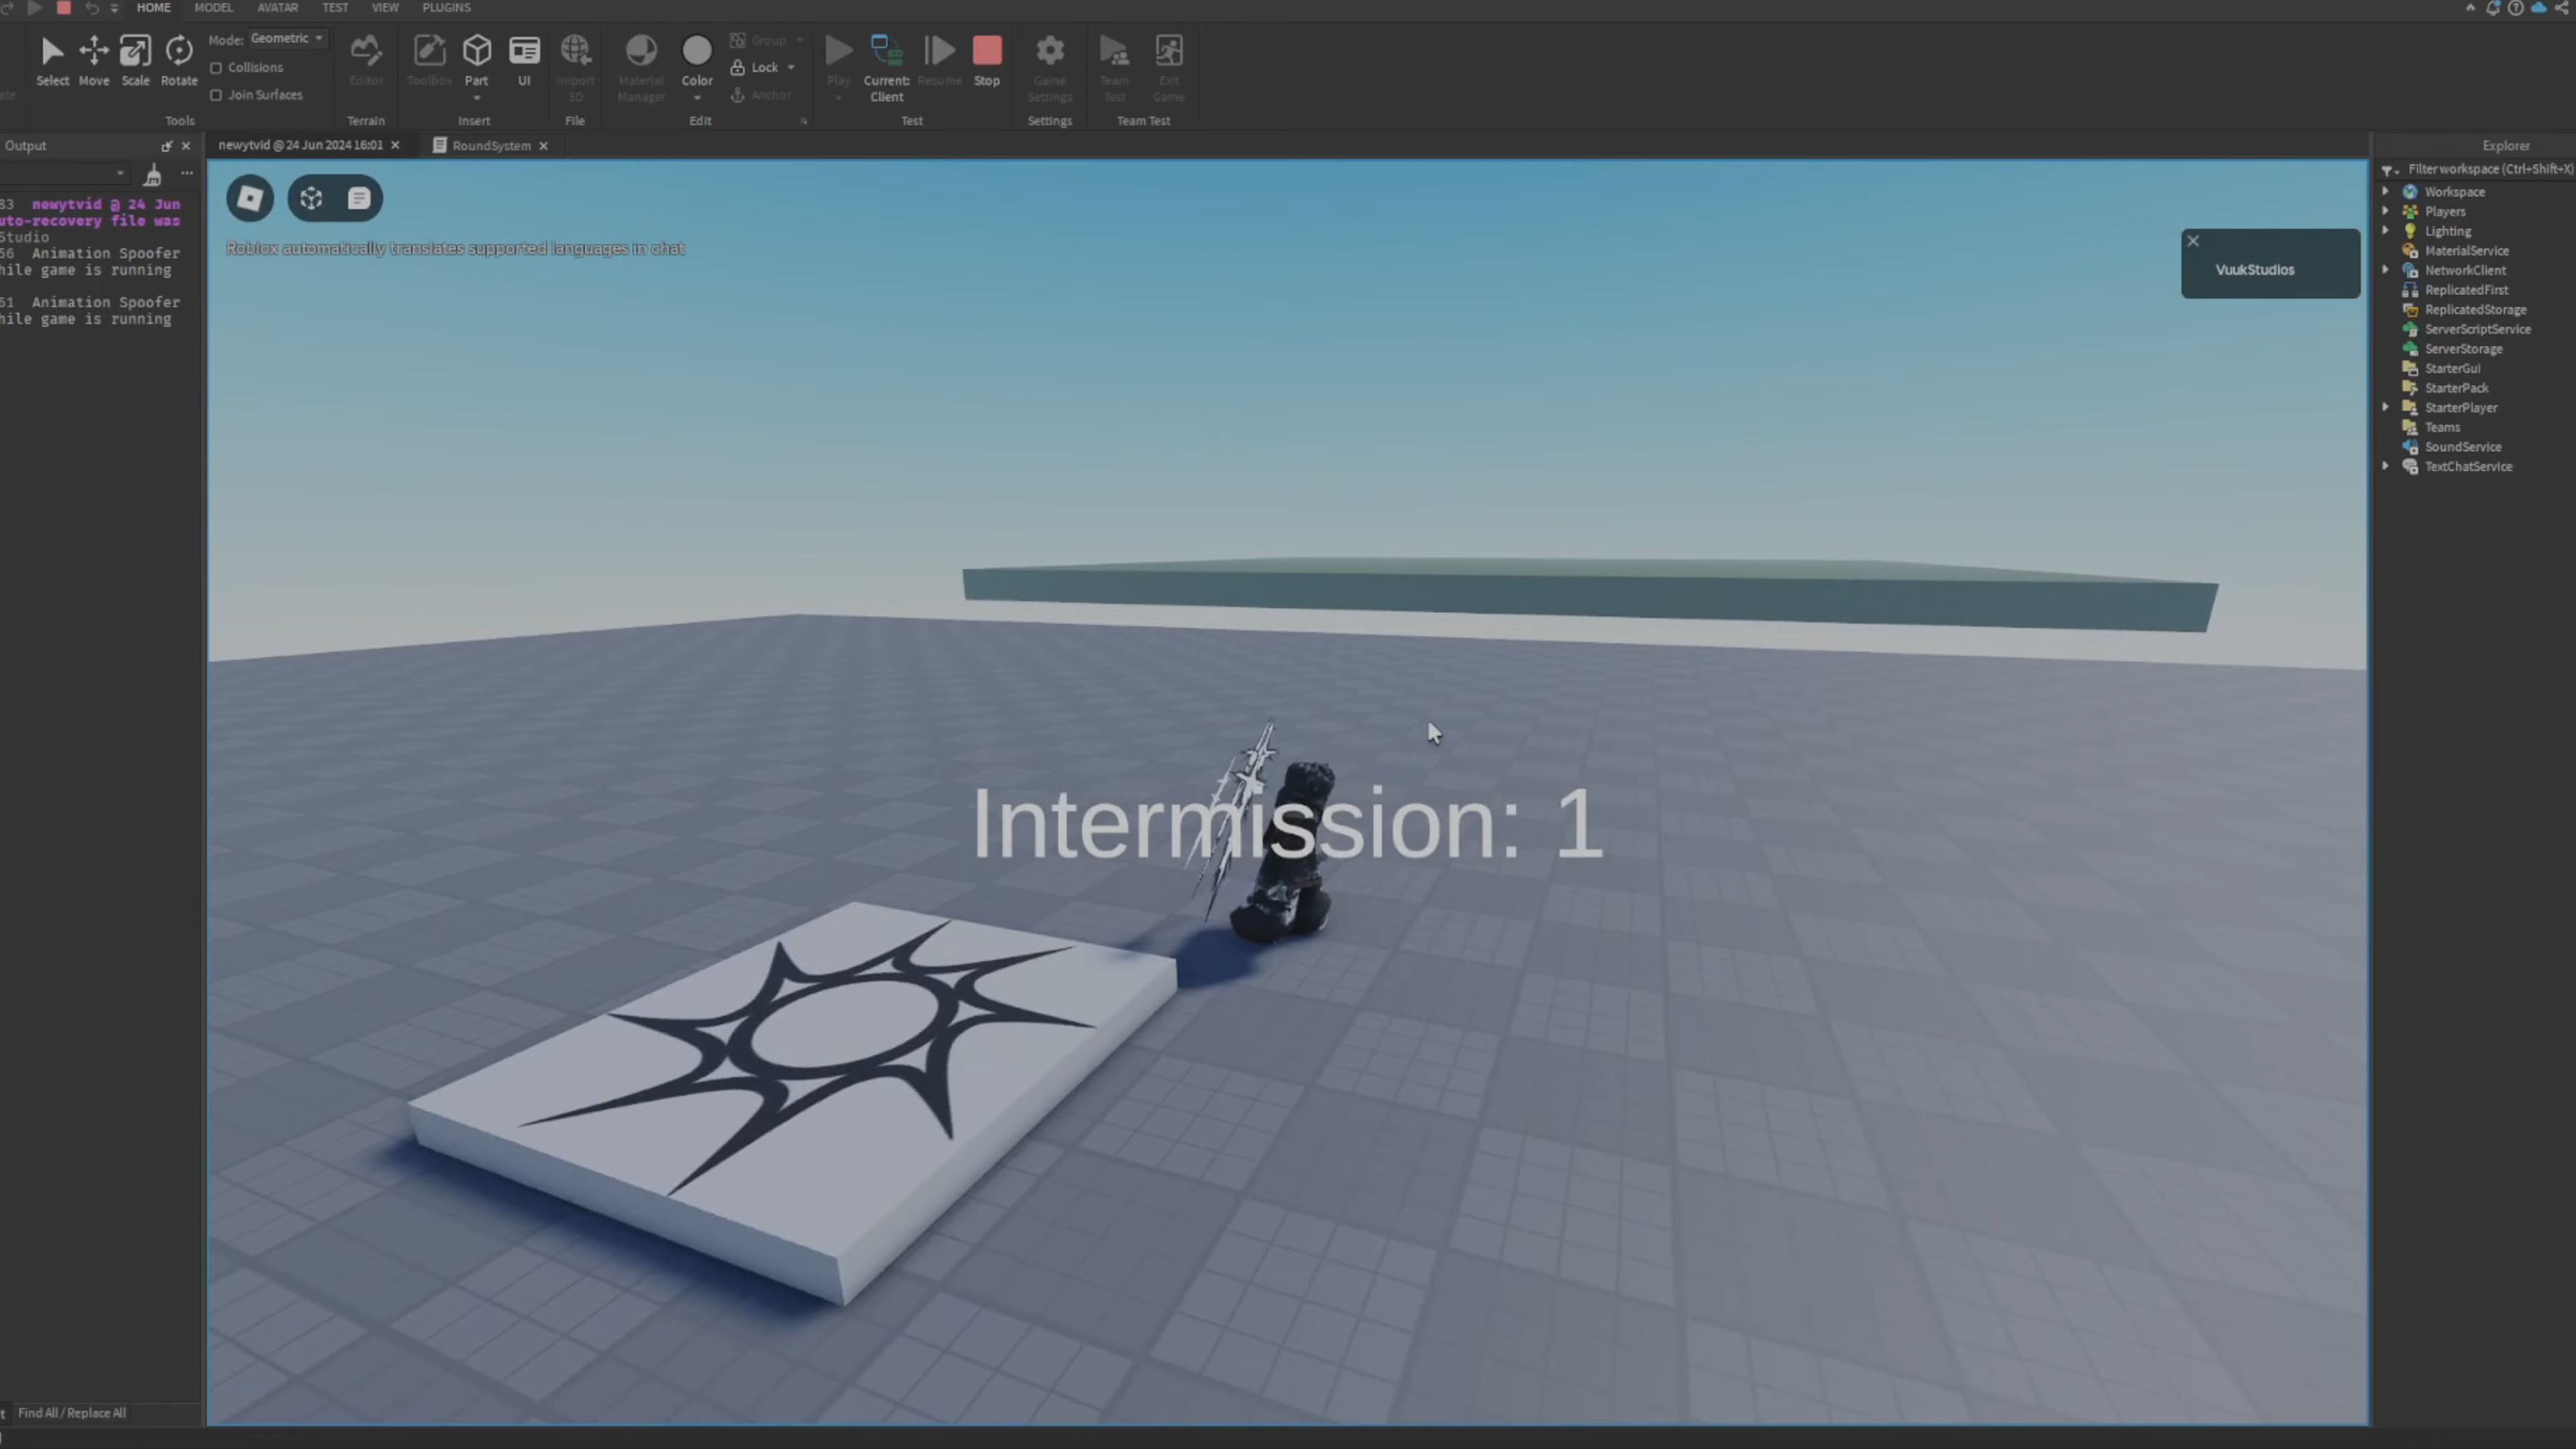 HOME MODEL AVATAR TEST VIEW PLUGINS
Select Move Scale Rotate
Mode: Geometric
Collisions
Join Surfaces
Tools
Editor
Terrain
Toolbox Part UI
Insert
Import
3D
File
Material
Manager
Color
Group
Lock
Anchor
Edit
Play
Current:
Client
Resume Stop
Test
Game
Settings
Settings
Team
Test
Exit
Game
Team Test
Output
newytvid @ 24 Jun 2024 16:01
RoundSystem
83 newytvid @ 24 Jun
uto-recovery file was
Studio
56 Animation Spoofer
hile game is running
61 Animation Spoofer
hile game is running
Roblox automatically translates supported languages in chat
VuukStudios
Intermission: 1
Explorer
Filter workspace (Ctrl+Shift+X)
Workspace
Players
Lighting
MaterialService
NetworkClient
ReplicatedFirst
ReplicatedStorage
ServerScriptService
ServerStorage
StarterGui
StarterPack
StarterPlayer
Teams
SoundService
TextChatService
Find All / Replace All